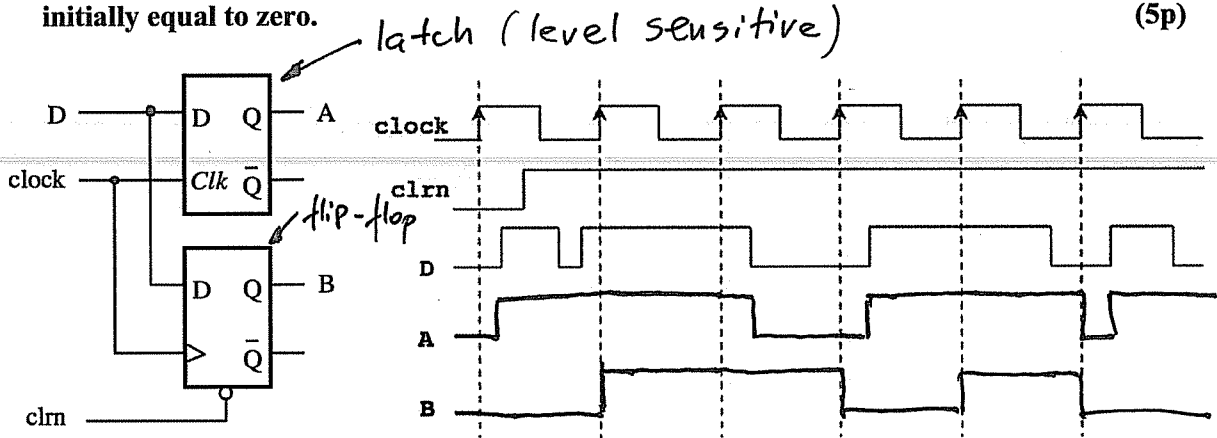 initially equal to zero. (5p)
latch (level sensitive)
D D Q A
clock Clk Q̅
flip-flop
D Q B
Q̅
clrn
clock
clrn
D
A
B